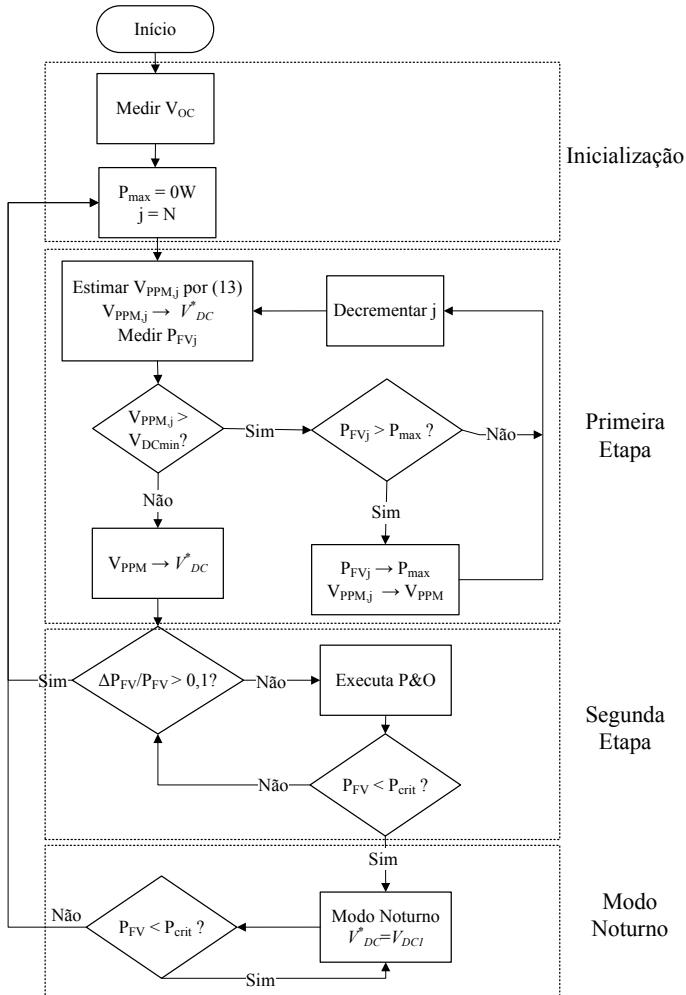 Início
Medir V_OC
Inicialização
P_max = 0W
j = N
Estimar V_PPM,j por (13)
V_PPM,j → V*_DC
Medir P_FVj
Decrementar j
V_PPM,j >
V_DCmin?
Sim
P_FVj > P_max ?
Não
Primeira
Etapa
Não
Sim
V_PPM → V*_DC
P_FVj → P_max
V_PPM,j → V_PPM
Sim
ΔP_FV/P_FV > 0,1?
Não
Executa P&O
Segunda
Etapa
Não
P_FV < P_crit ?
Sim
Não
P_FV < P_crit ?
Modo Noturno
V*_DC=V_DC1
Sim
Modo
Noturno